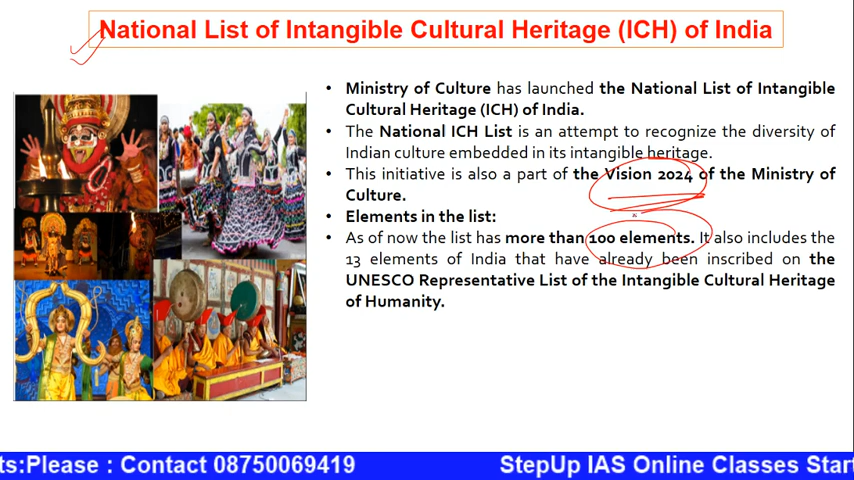 National List of Intangible Cultural Heritage (ICH) of India
• Ministry of Culture has launched the National List of Intangible
Cultural Heritage (ICH) of India.
• The National ICH List is an attempt to recognize the diversity of
Indian culture embedded in its intangible heritage.
• This initiative is also a part of the Vision 2024 of the Ministry of
Culture.
• Elements in the list:
• As of now the list has more than 100 elements. It also includes the
13 elements of India that have already been inscribed on the
UNESCO Representative List of the Intangible Cultural Heritage
of Humanity.
ts:Please : Contact 08750069419 StepUp IAS Online Classes Start